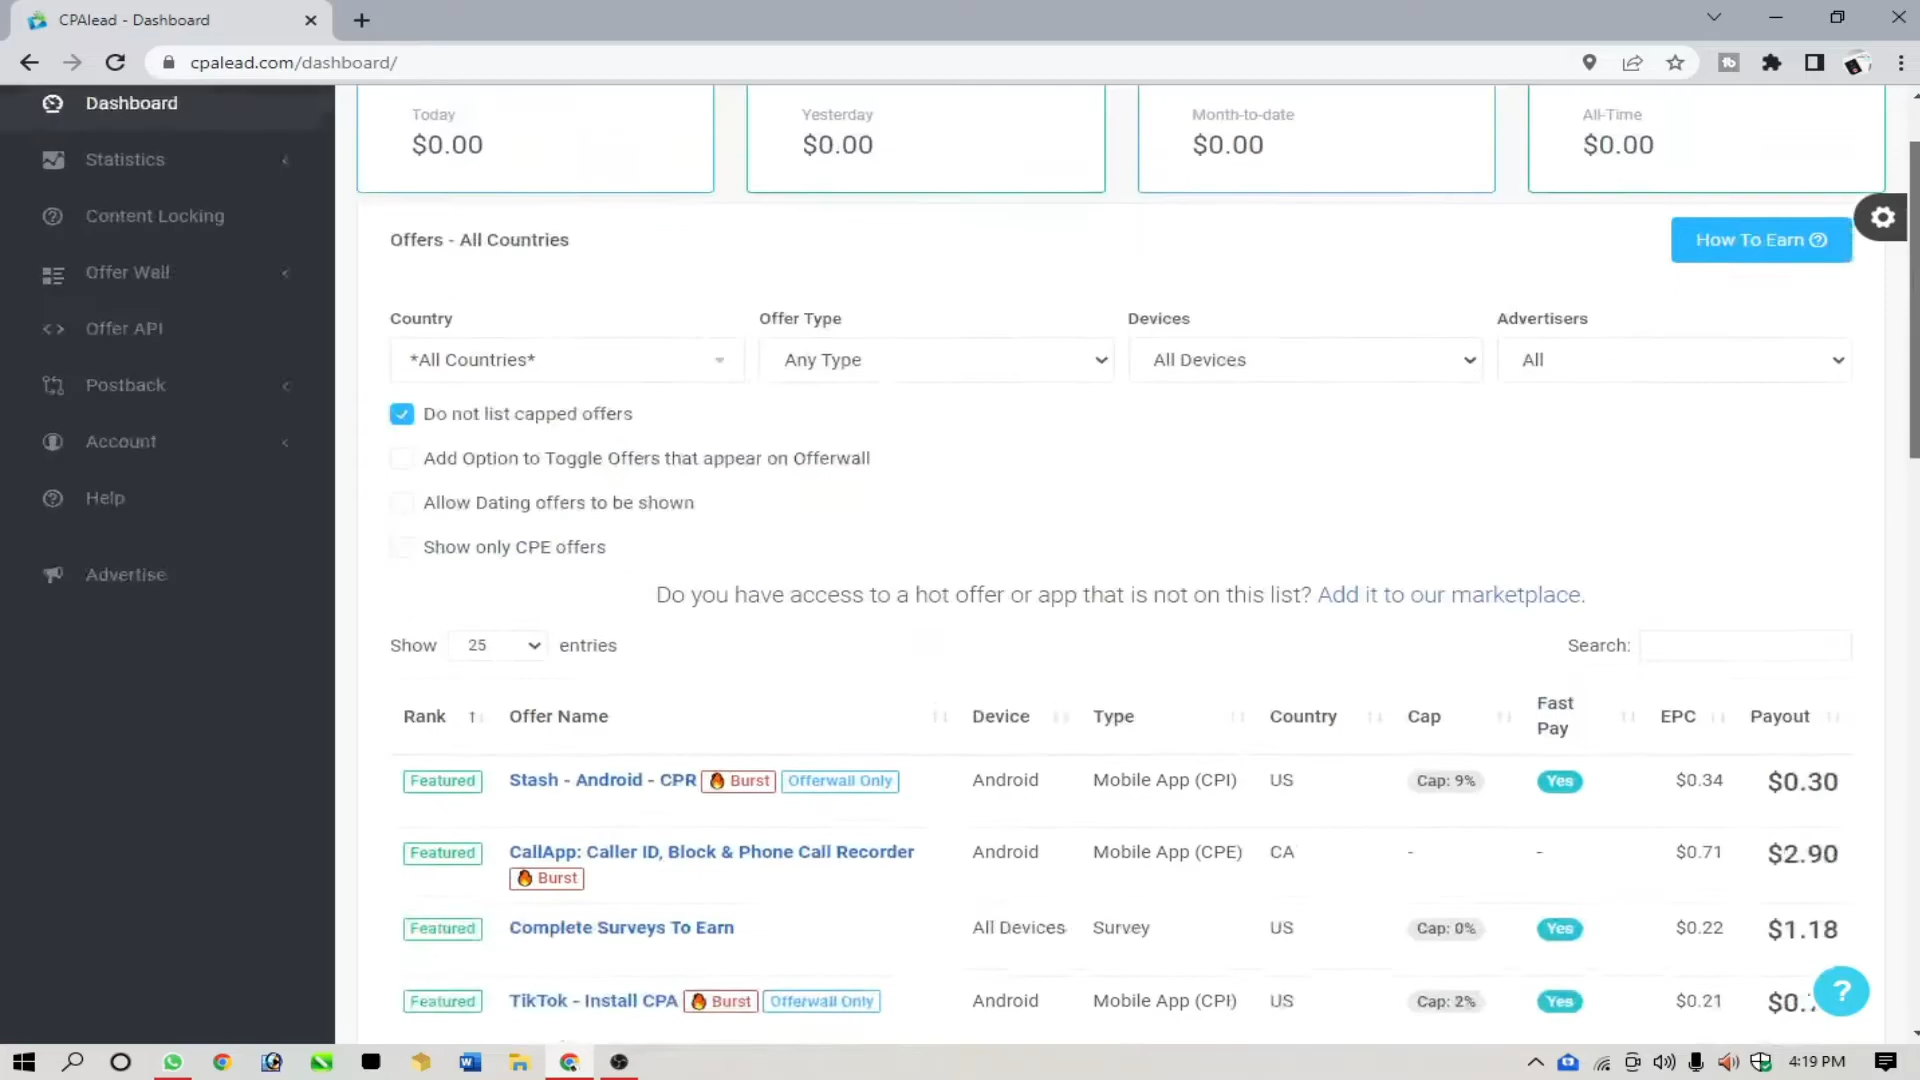 CPAlead - Dashboard
cpalead.com/dashboard/
Dashboard
Statistics
Content Locking
Offer Wall
Offer API
Postback
Account
Help
Advertise
Today
$0.00
Yesterday
$0.00
Month-to-date
$0.00
All-Time
$0.00
Offers - All Countries
How To Earn
Country
Offer Type
Devices
Advertisers
*All Countries*
Any Type
All Devices
All
Do not list capped offers
Add Option to Toggle Offers that appear on Offerwall
Allow Dating offers to be shown
Show only CPE offers
Do you have access to a hot offer or app that is not on this list? Add it to our marketplace.
Show 25 entries
Search:
Rank Offer Name Device Type Country Cap Fast Pay EPC Payout
Featured Stash - Android - CPR Burst Offerwall Only Android Mobile App (CPI) US Cap: 9% Yes $0.34 $0.30
Featured CallApp: Caller ID, Block & Phone Call Recorder Android Mobile App (CPE) CA - - $0.71 $2.90
Burst
Featured Complete Surveys To Earn All Devices Survey US Cap: 0% Yes $0.22 $1.18
Featured TikTok - Install CPA Burst Offerwall Only Android Mobile App (CPI) US Cap: 2% Yes $0.21
?
4:19 PM